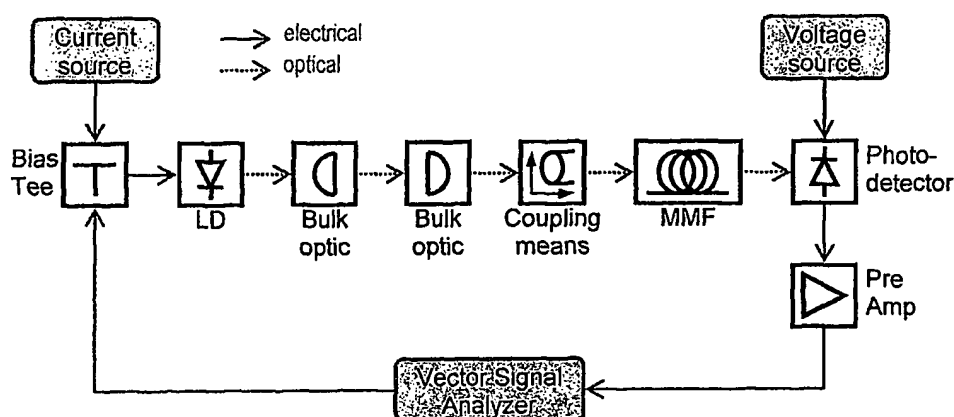 Current
source
electrical
optical
Voltage
source
Bias
Tee
LD
Bulk
optic
Bulk
optic
Coupling
means
MMF
Photo-
detector
Pre
Amp
Vector Signal
Analyzer